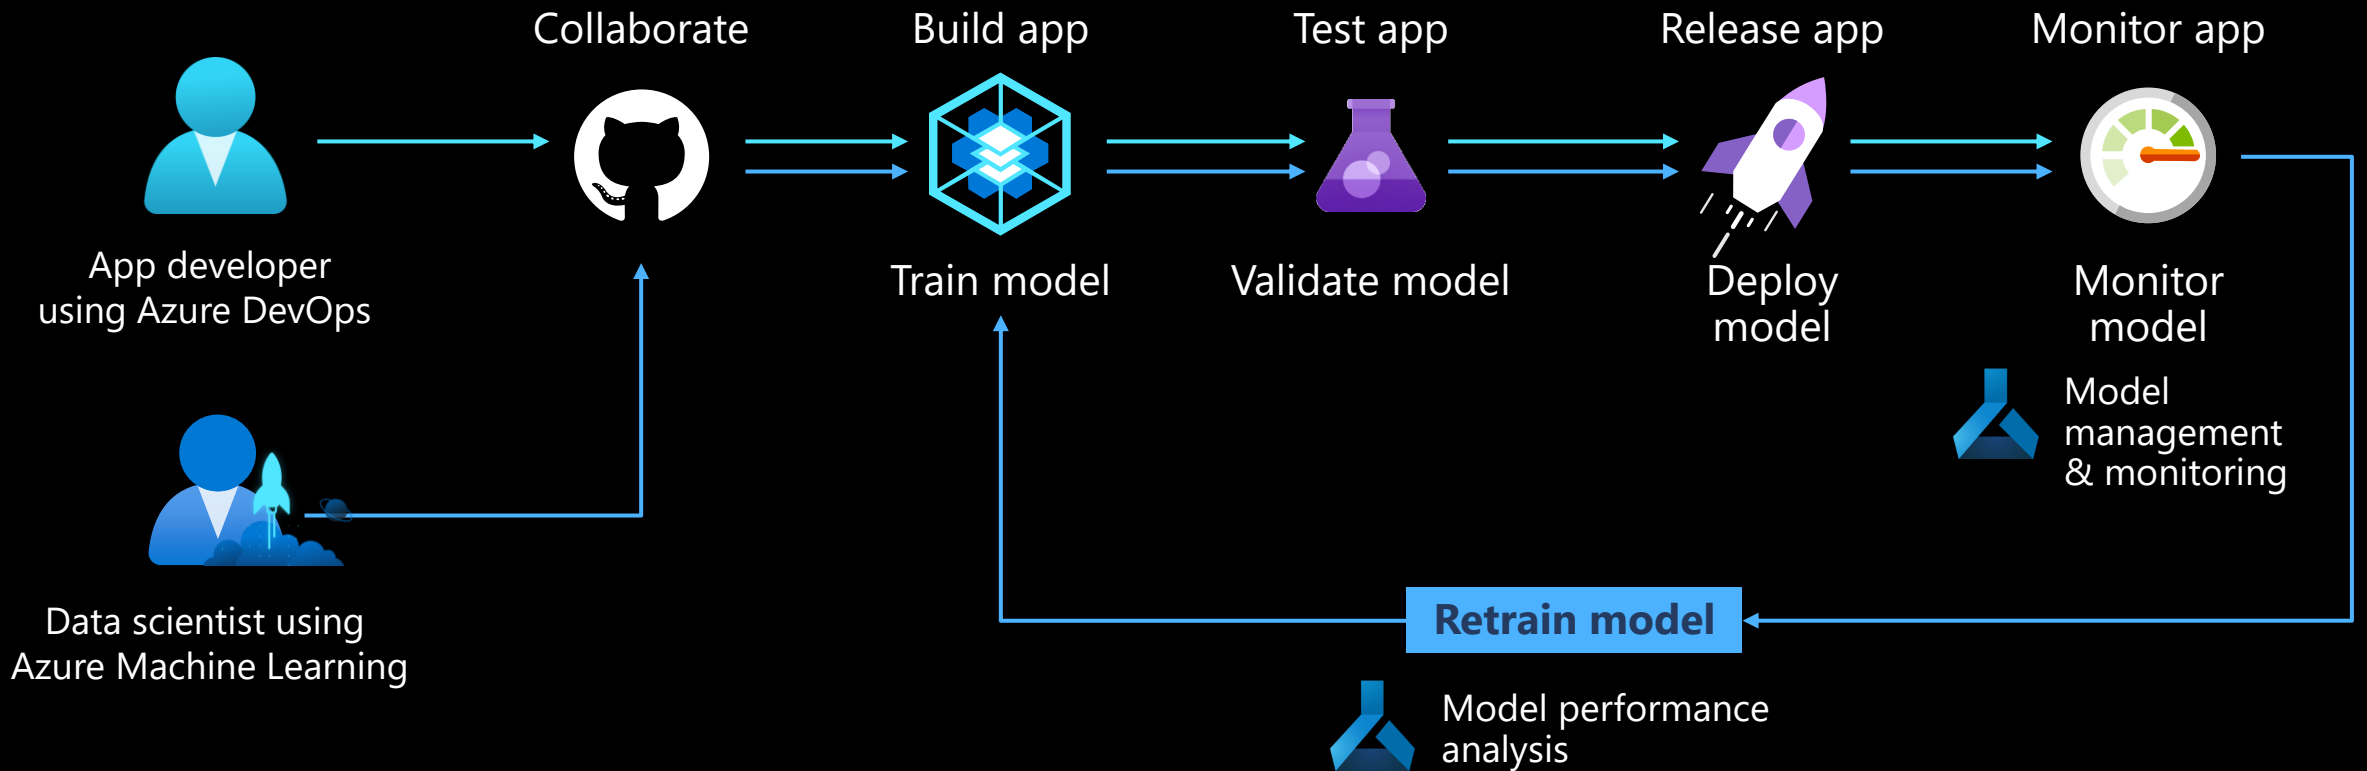 Collaborate
Build app
Test app
Release app
Monitor app
App developer
using Azure DevOps
Train model
Validate model
Deploy
model
Monitor
model
Model
management
& monitoring
Data scientist using
Azure Machine Learning
Retrain model
Model performance
analysis